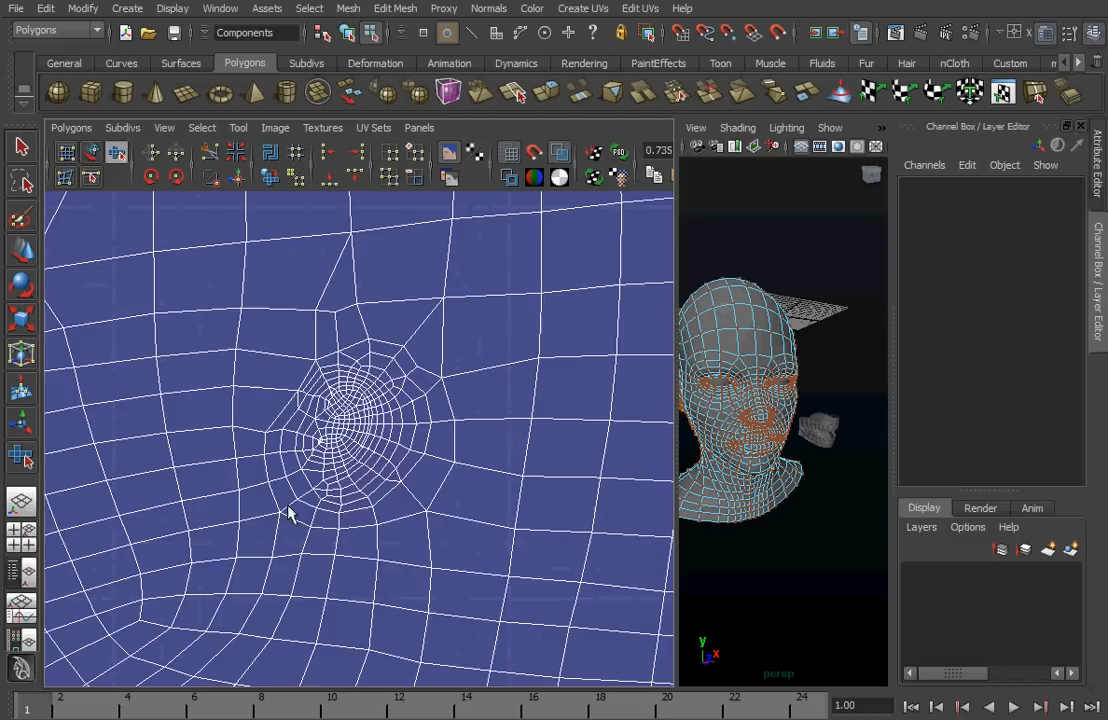 File Edit Modify Create Display Window Assets Select Mesh Edit Mesh Proxy Normals Color Create UVs Edit UVs Help
Polygons Components
General Curves Surfaces Polygons Subdivs Deformation Animation Dynamics Rendering PaintEffects Toon Muscle Fluids Fur Hair nCloth Custom
Polygons Subdivs View Select Tool Image Textures UV Sets Panels
View Shading Lighting Show »
Channel Box / Layer Editor
0.735
Channels Edit Object Show
Attribute Editor
Channel Box / Layer Editor
Display Render Anim
Layers Options Help
y
x
z
persp
2 4 6 8 10 12 14 16 18 20 22 24
1
1.00